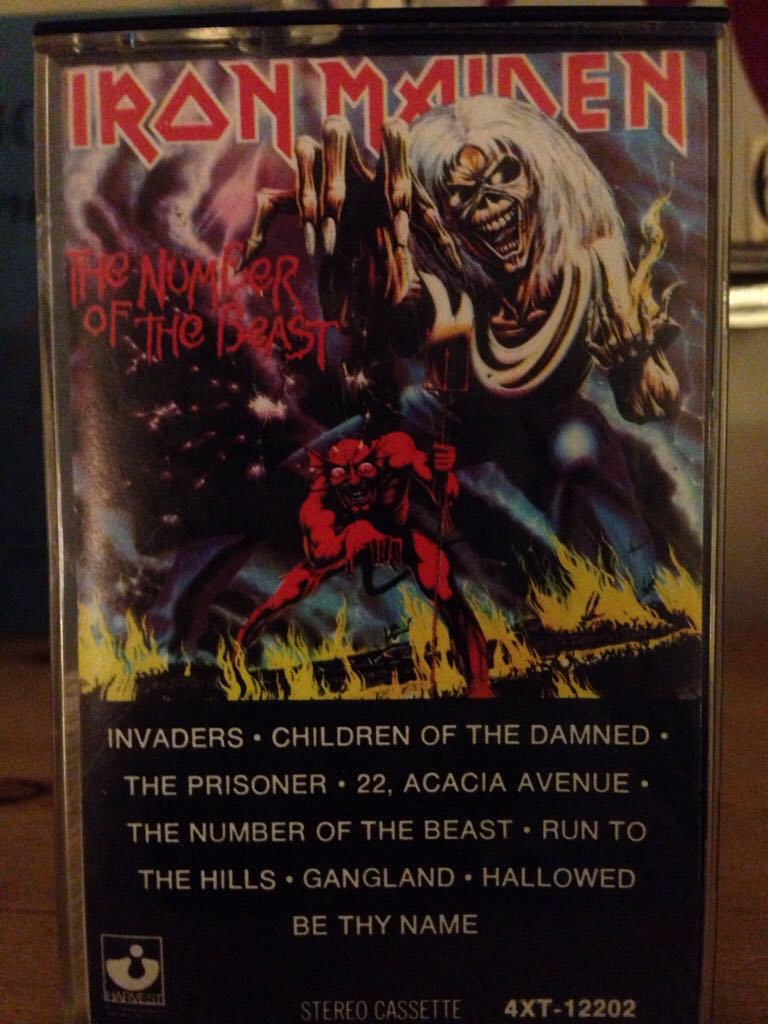 IRON MAIDEN
THE NUMBER
OF THE BEAST
INVADERS • CHILDREN OF THE DAMNED •
THE PRISONER • 22, ACACIA AVENUE •
THE NUMBER OF THE BEAST • RUN TO
THE HILLS • GANGLAND • HALLOWED
BE THY NAME
HARVEST
STEREO CASSETTE 4XT-12202